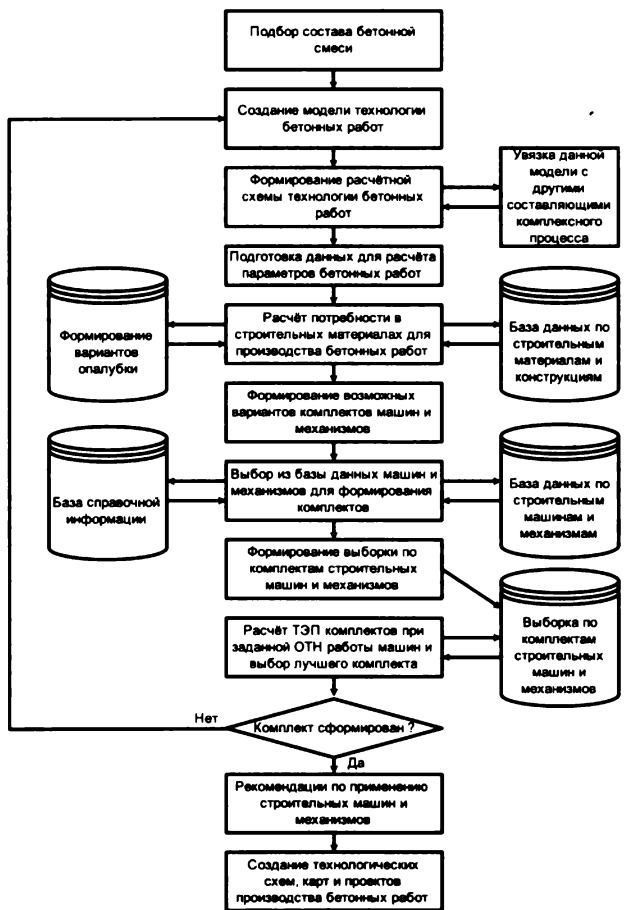 Подбор состава бетонной
смеси
Создание модели технологии
бетонных работ
Формирование расчётной
схемы технологии бетонных
работ
Увязка данной
модели с
другими
составляющими
комплексного
процесса
Подготовка данных для расчёта
параметров бетонных работ
Формирование
вариантов
опалубки
Расчёт потребности в
строительных материалах для
производства бетонных работ
База данных по
строительным
материалам и
конструкциям
Формирование возможных
вариантов комплектов машин и
механизмов
База справочной
информации
Выбор из базы данных машин и
механизмов для формирования
комплектов
База данных по
строительным
машинам и
механизмам
Формирование выборки по
комплектам строительных
машин и механизмов
Расчёт ТЭП комплектов при
заданной ОТН работы машин и
выбор лучшего комплекта
Выборка по
комплектам
строительных
машин и
механизмов
Нет
Комплект сформирован ?
Да
Рекомендации по применению
строительных машин и
механизмов
Создание технологических
схем, карт и проектов
производства бетонных работ